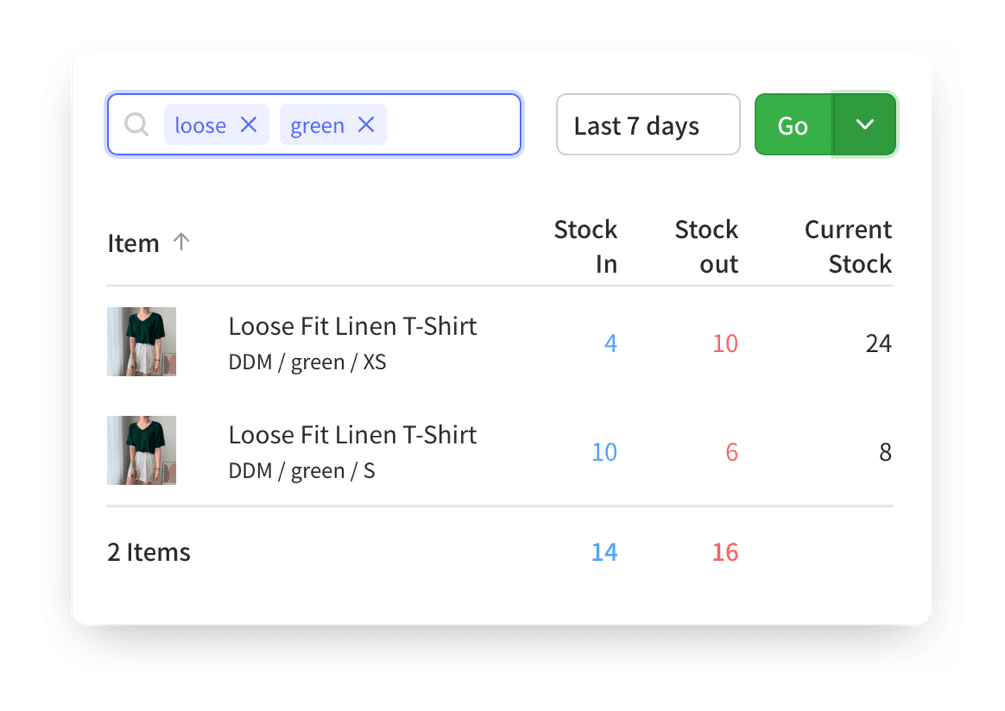 loose green Last 7 days Go
Item Stock In Stock out Current Stock
Loose Fit Linen T-Shirt 4 10 24
DDM / green / XS
Loose Fit Linen T-Shirt 10 6 8
DDM / green / S
2 Items 14 16